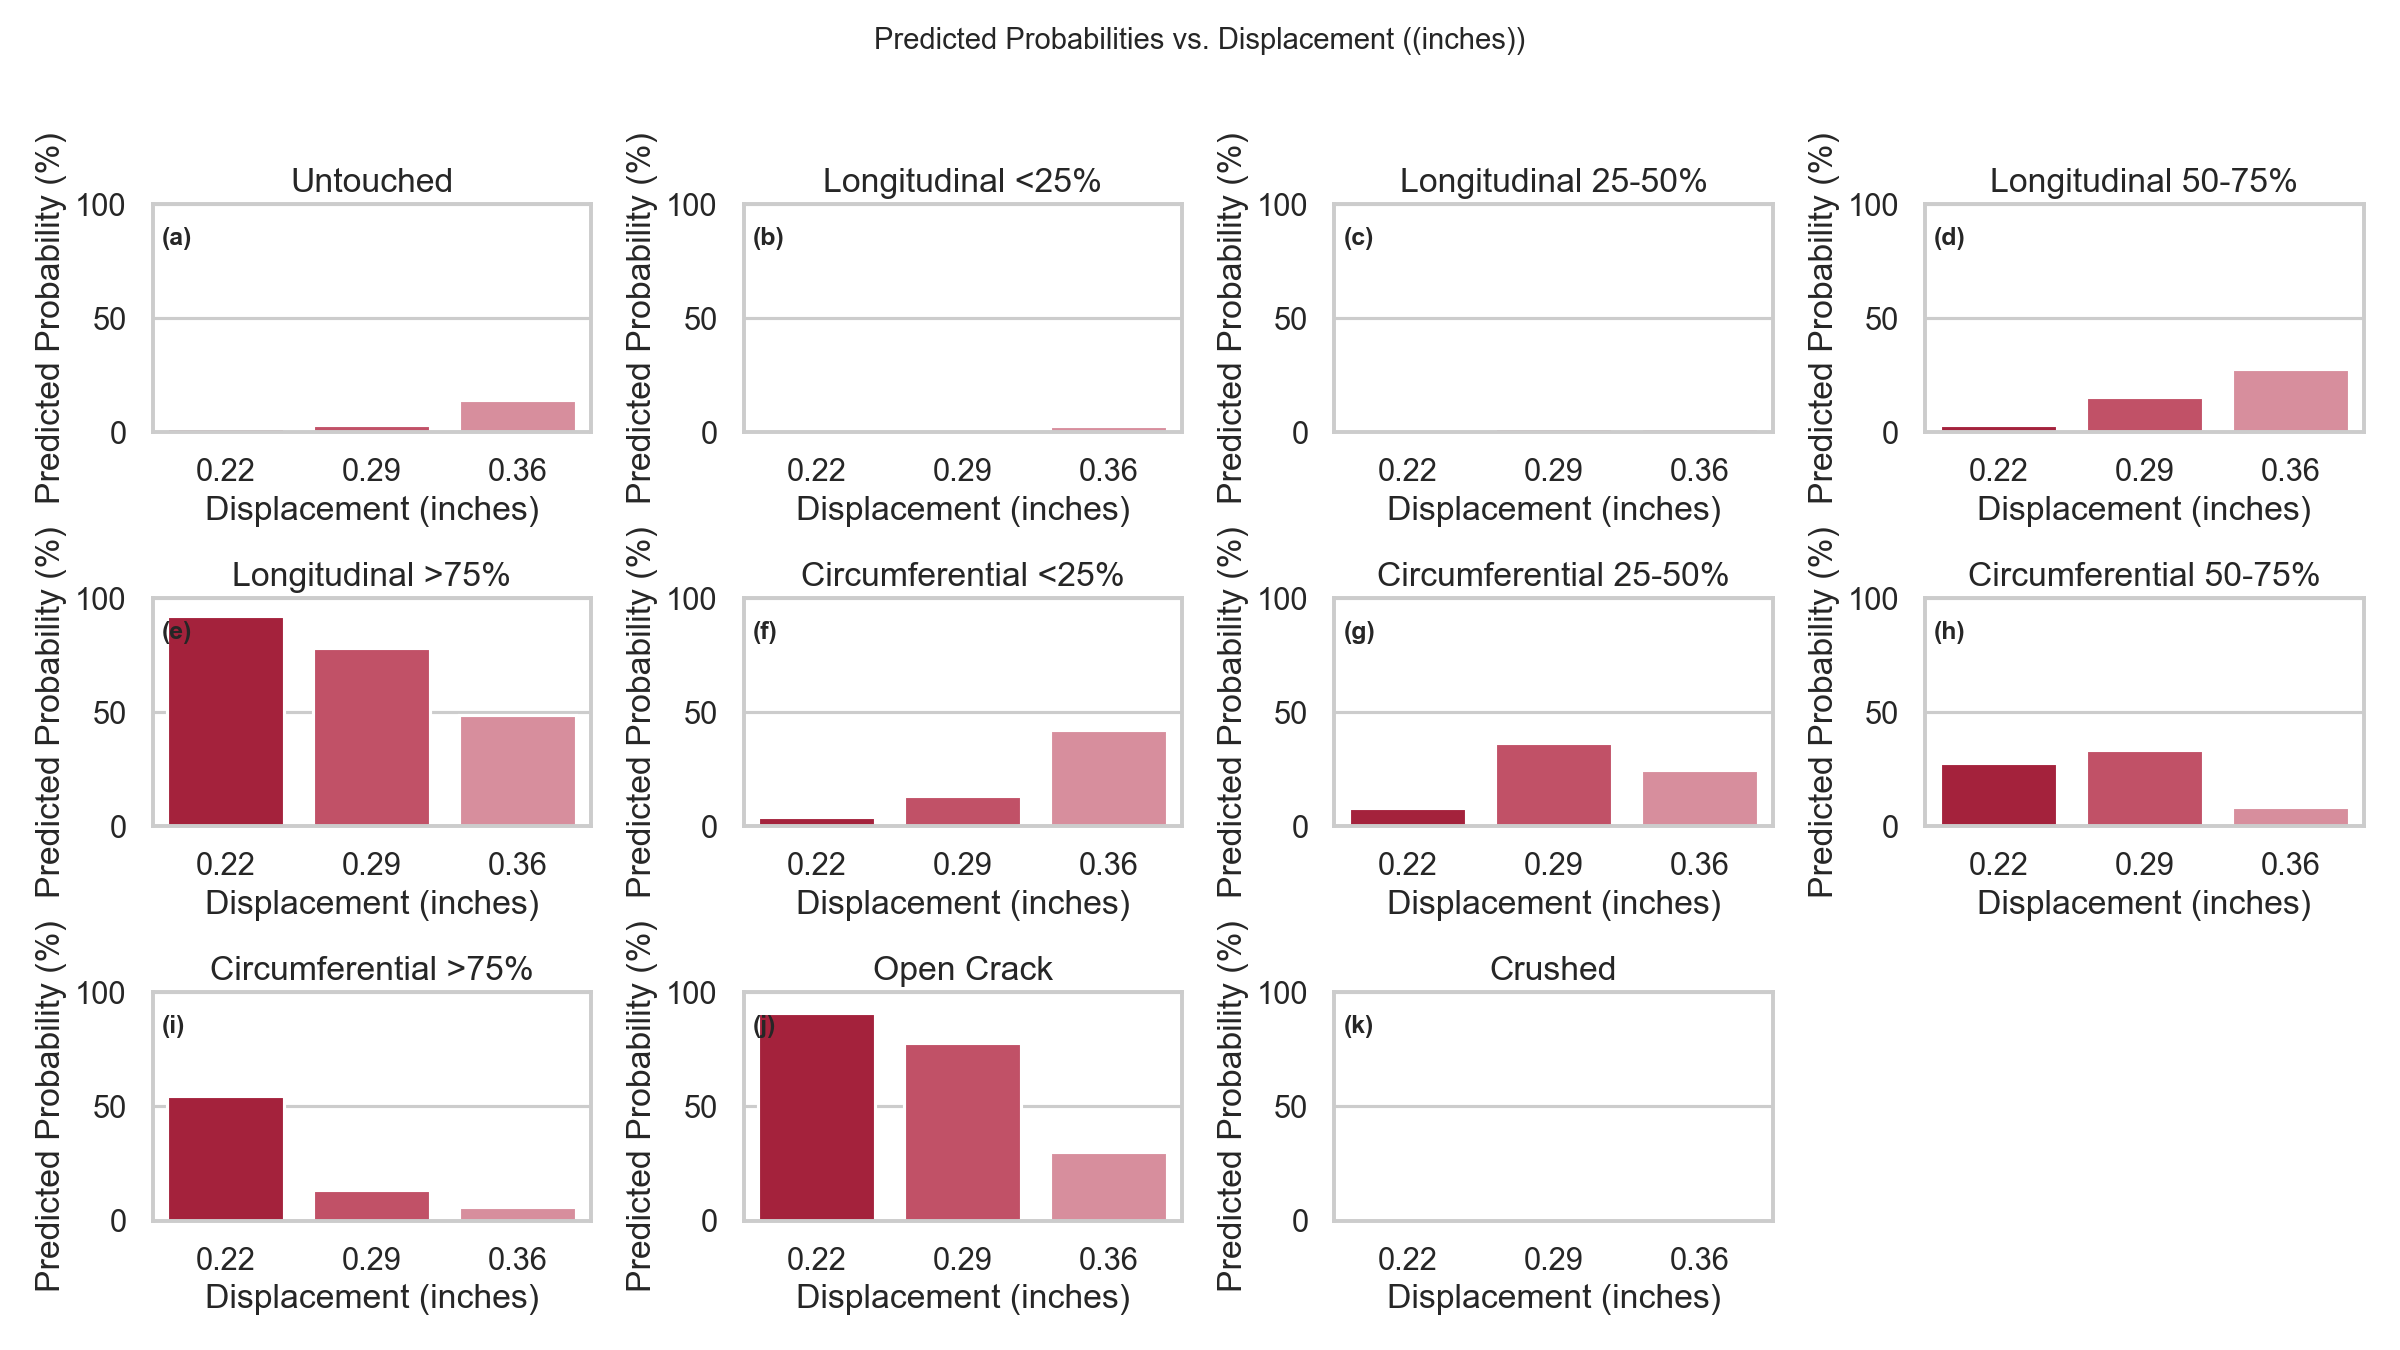 Predicted Probabilities vs. Displacement ((inches))
Untouched
Predicted Probability (%)
100
50
0
(a)
0.22 0.29 0.36
Displacement (inches)
Longitudinal <25%
Predicted Probability (%)
100
50
0
(b)
0.22 0.29 0.36
Displacement (inches)
Longitudinal 25-50%
Predicted Probability (%)
100
50
0
(c)
0.22 0.29 0.36
Displacement (inches)
Longitudinal 50-75%
Predicted Probability (%)
100
50
0
(d)
0.22 0.29 0.36
Displacement (inches)
Longitudinal >75%
Predicted Probability (%)
100
50
0
(e)
0.22 0.29 0.36
Displacement (inches)
Circumferential <25%
Predicted Probability (%)
100
50
0
(f)
0.22 0.29 0.36
Displacement (inches)
Circumferential 25-50%
Predicted Probability (%)
100
50
0
(g)
0.22 0.29 0.36
Displacement (inches)
Circumferential 50-75%
Predicted Probability (%)
100
50
0
(h)
0.22 0.29 0.36
Displacement (inches)
Circumferential >75%
Predicted Probability (%)
100
50
0
(i)
0.22 0.29 0.36
Displacement (inches)
Open Crack
Predicted Probability (%)
100
50
0
(j)
0.22 0.29 0.36
Displacement (inches)
Crushed
Predicted Probability (%)
100
50
0
(k)
0.22 0.29 0.36
Displacement (inches)